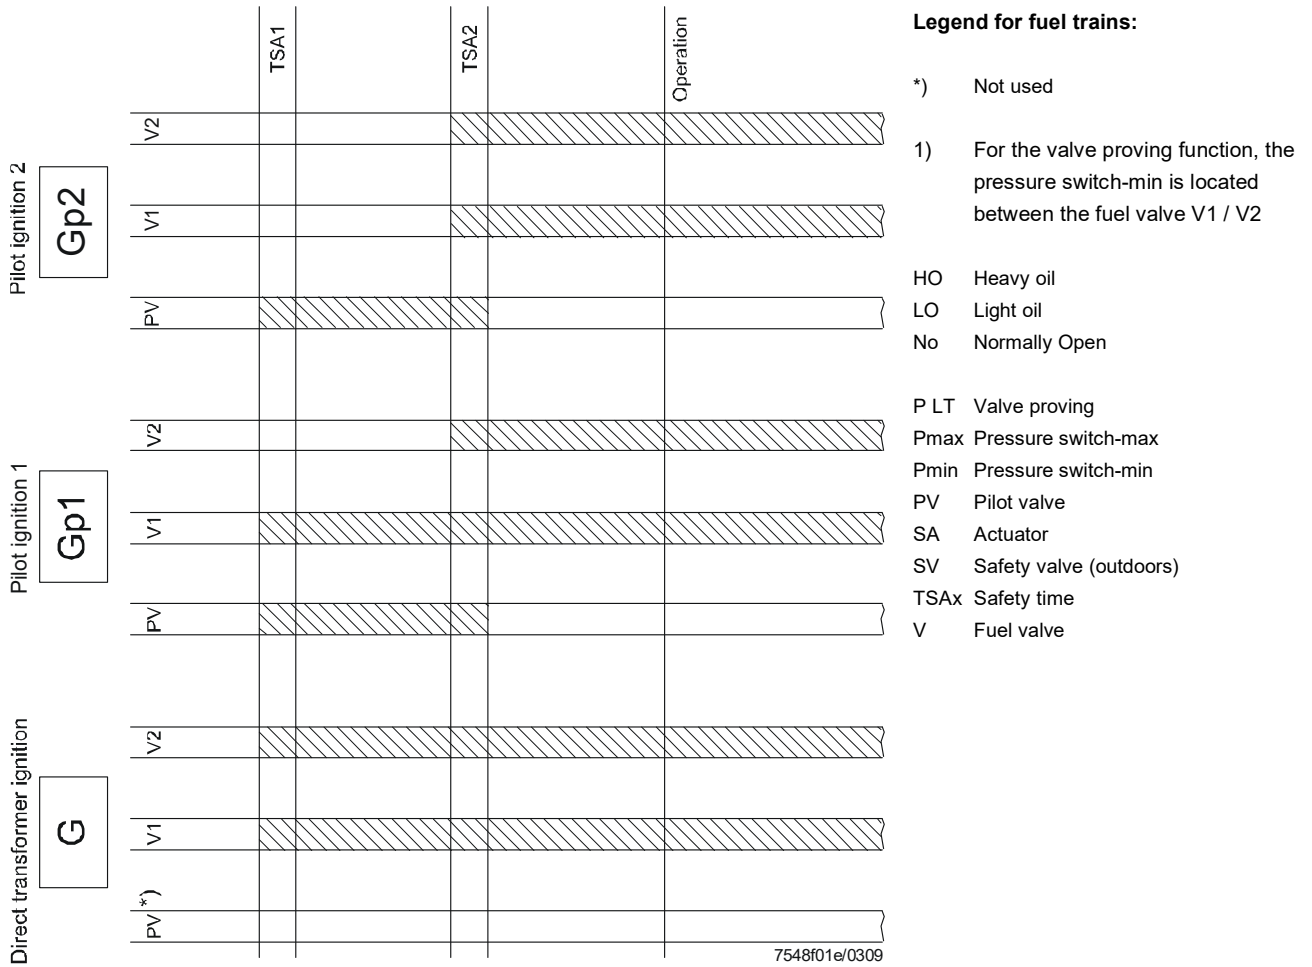 TSA1
TSA2
Operation
Pilot ignition 2
Gp2
V2
V1
PV
Pilot ignition 1
Gp1
V2
V1
PV
Direct transformer ignition
G
V2
V1
PV *)
7548f01e/0309
Legend for fuel trains:
*) Not used
1) For the valve proving function, the
pressure switch-min is located
between the fuel valve V1 / V2
HO Heavy oil
LO Light oil
No Normally Open
P LT Valve proving
Pmax Pressure switch-max
Pmin Pressure switch-min
PV Pilot valve
SA Actuator
SV Safety valve (outdoors)
TSAx Safety time
V Fuel valve